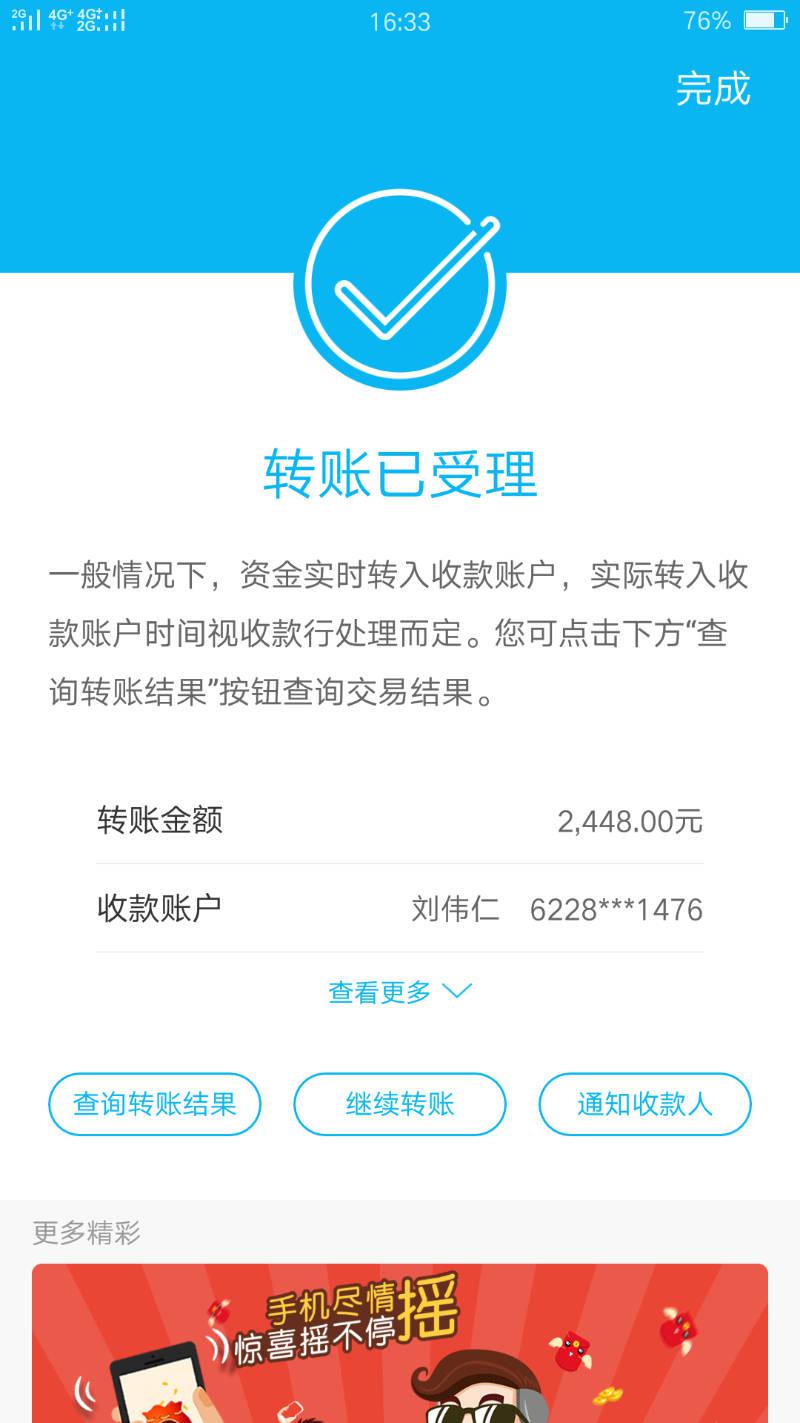 2G 4G+ 4G+ 2G 16:33 76%
完成
转账已受理
一般情况下，资金实时转入收款账户，实际转入收
款账户时间视收款行处理而定。您可点击下方“查
询转账结果”按钮查询交易结果。
转账金额 2,448.00元
收款账户 刘伟仁 6228***1476
查看更多
查询转账结果 继续转账 通知收款人
更多精彩
手机尽情摇
惊喜摇不停